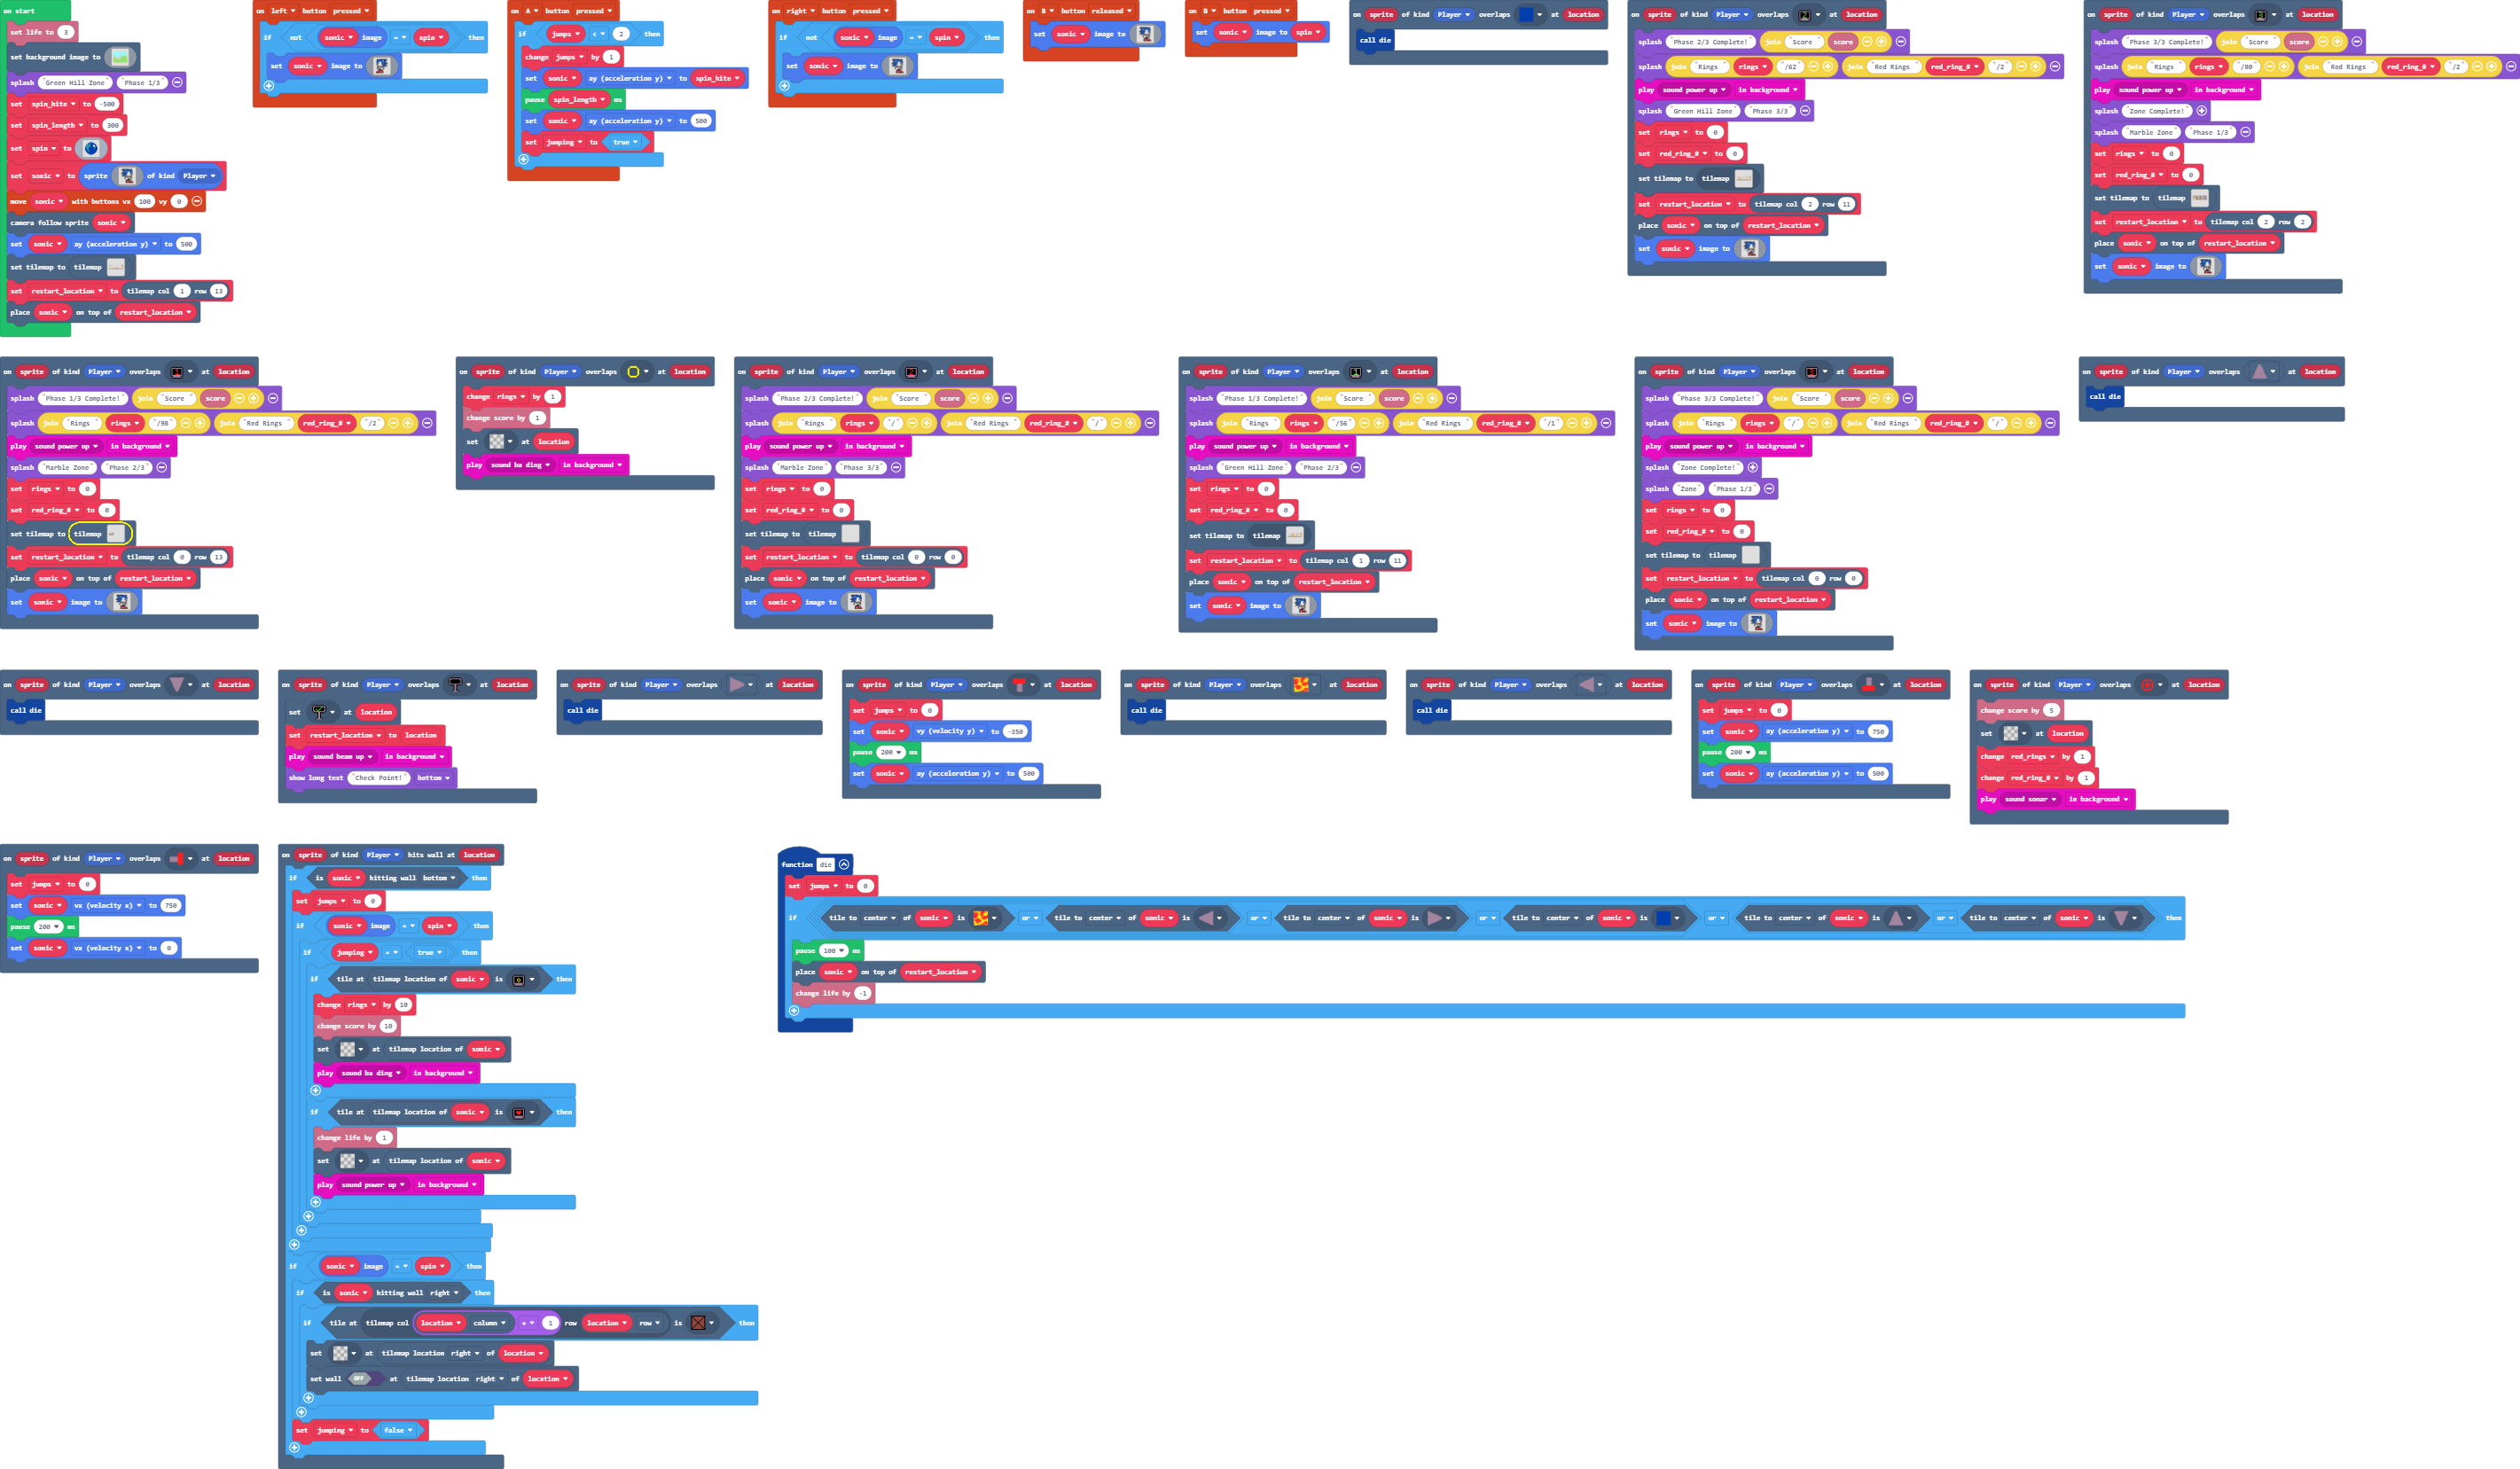 on start
set life to 3
set background image to
splash "Green Hill Zone" "Phase 1/3"
set spin_hite to -500
set spin_length to 300
set spin to
set sonic to sprite of kind Player
move sonic with buttons vx 100 vy 0
camera follow sprite sonic
set sonic ay (acceleration y) to 500
set tilemap to tilemap
set restart_location to tilemap col 1 row 13
place sonic on top of restart_location
on left button pressed
if not sonic image = spin then
set sonic image to
on A button pressed
if jumps < 2 then
change jumps by 1
set sonic ay (acceleration y) to spin_hite
pause spin_length ms
set sonic ay (acceleration y) to 500
set jumping to true
on right button pressed
if not sonic image = spin then
set sonic image to
on B button released
set sonic image to
on B button pressed
set sonic image to spin
on sprite of kind Player overlaps at location
call die
on sprite of kind Player overlaps at location
splash "Phase 2/3 Complete!" join "Score" score
splash join "Rings" rings "/62" join "Red Rings" red_ring_# "/2"
play sound power up in background
splash "Green Hill Zone" "Phase 3/3"
set rings to 0
set red_ring_# to 0
set tilemap to tilemap
set restart_location to tilemap col 2 row 11
place sonic on top of restart_location
set sonic image to
on sprite of kind Player overlaps at location
splash "Phase 3/3 Complete!" join "Score" score
splash join "Rings" rings "/80" join "Red Rings" red_ring_# "/2"
play sound power up in background
splash "Zone Complete!"
splash "Marble Zone" "Phase 1/3"
set rings to 0
set red_ring_# to 0
set tilemap to tilemap
set restart_location to tilemap col 2 row 2
place sonic on top of restart_location
set sonic image to
on sprite of kind Player overlaps at location
splash "Phase 1/3 Complete!" join "Score" score
splash join "Rings" rings "/98" join "Red Rings" red_ring_# "/2"
play sound power up in background
splash "Marble Zone" "Phase 2/3"
set rings to 0
set red_ring_# to 0
set tilemap to tilemap
set restart_location to tilemap col 0 row 13
place sonic on top of restart_location
set sonic image to
on sprite of kind Player overlaps at location
change rings by 1
change score by 1
set at location
play sound ba ding in background
on sprite of kind Player overlaps at location
splash "Phase 2/3 Complete!" join "Score" score
splash join "Rings" rings "/" join "Red Rings" red_ring_# "/"
play sound power up in background
splash "Marble Zone" "Phase 3/3"
set rings to 0
set red_ring_# to 0
set tilemap to tilemap
set restart_location to tilemap col 0 row 0
place sonic on top of restart_location
set sonic image to
on sprite of kind Player overlaps at location
splash "Phase 1/3 Complete!" join "Score" score
splash join "Rings" rings "/56" join "Red Rings" red_ring_# "/1"
play sound power up in background
splash "Green Hill Zone" "Phase 2/3"
set rings to 0
set red_ring_# to 0
set tilemap to tilemap
set restart_location to tilemap col 1 row 11
place sonic on top of restart_location
set sonic image to
on sprite of kind Player overlaps at location
splash "Phase 3/3 Complete!" join "Score" score
splash join "Rings" rings "/" join "Red Rings" red_ring_# "/"
play sound power up in background
splash "Zone Complete!"
splash "Zone" "Phase 1/3"
set rings to 0
set red_ring_# to 0
set tilemap to tilemap
set restart_location to tilemap col 0 row 0
place sonic on top of restart_location
set sonic image to
on sprite of kind Player overlaps at location
call die
on sprite of kind Player overlaps at location
call die
on sprite of kind Player overlaps at location
set at location
set restart_location to location
play sound beam up in background
show long text "Check Point!" bottom
on sprite of kind Player overlaps at location
call die
on sprite of kind Player overlaps at location
set jumps to 0
set sonic vy (velocity y) to -350
pause 200 ms
set sonic ay (acceleration y) to 500
on sprite of kind Player overlaps at location
call die
on sprite of kind Player overlaps at location
call die
on sprite of kind Player overlaps at location
set jumps to 0
set sonic ay (acceleration y) to 750
pause 200 ms
set sonic ay (acceleration y) to 500
on sprite of kind Player overlaps at location
change score by 5
set at location
change red_rings by 1
change red_ring_# by 1
play sound sonar in background
on sprite of kind Player overlaps at location
set jumps to 0
set sonic vx (velocity x) to 750
pause 200 ms
set sonic vx (velocity x) to 0
on sprite of kind Player hits wall at location
if is sonic hitting wall bottom then
set jumps to 0
if sonic image = spin then
if jumping = true then
if tile at tilemap location of sonic is then
change rings by 10
change score by 10
set at tilemap location of sonic
play sound ba ding in background
if tile at tilemap location of sonic is then
change life by 1
set at tilemap location of sonic
play sound power up in background
if sonic image = spin then
if is sonic hitting wall right then
if tile at tilemap col location column + 1 row location row is then
set at tilemap location right of location
set wall OFF at tilemap location right of location
set jumping to false
function die
set jumps to 0
if tile to center of sonic is or tile to center of sonic is or tile to center of sonic is or tile to center of sonic is or tile to center of sonic is or tile to center of sonic is then
pause 100 ms
place sonic on top of restart_location
change life by -1